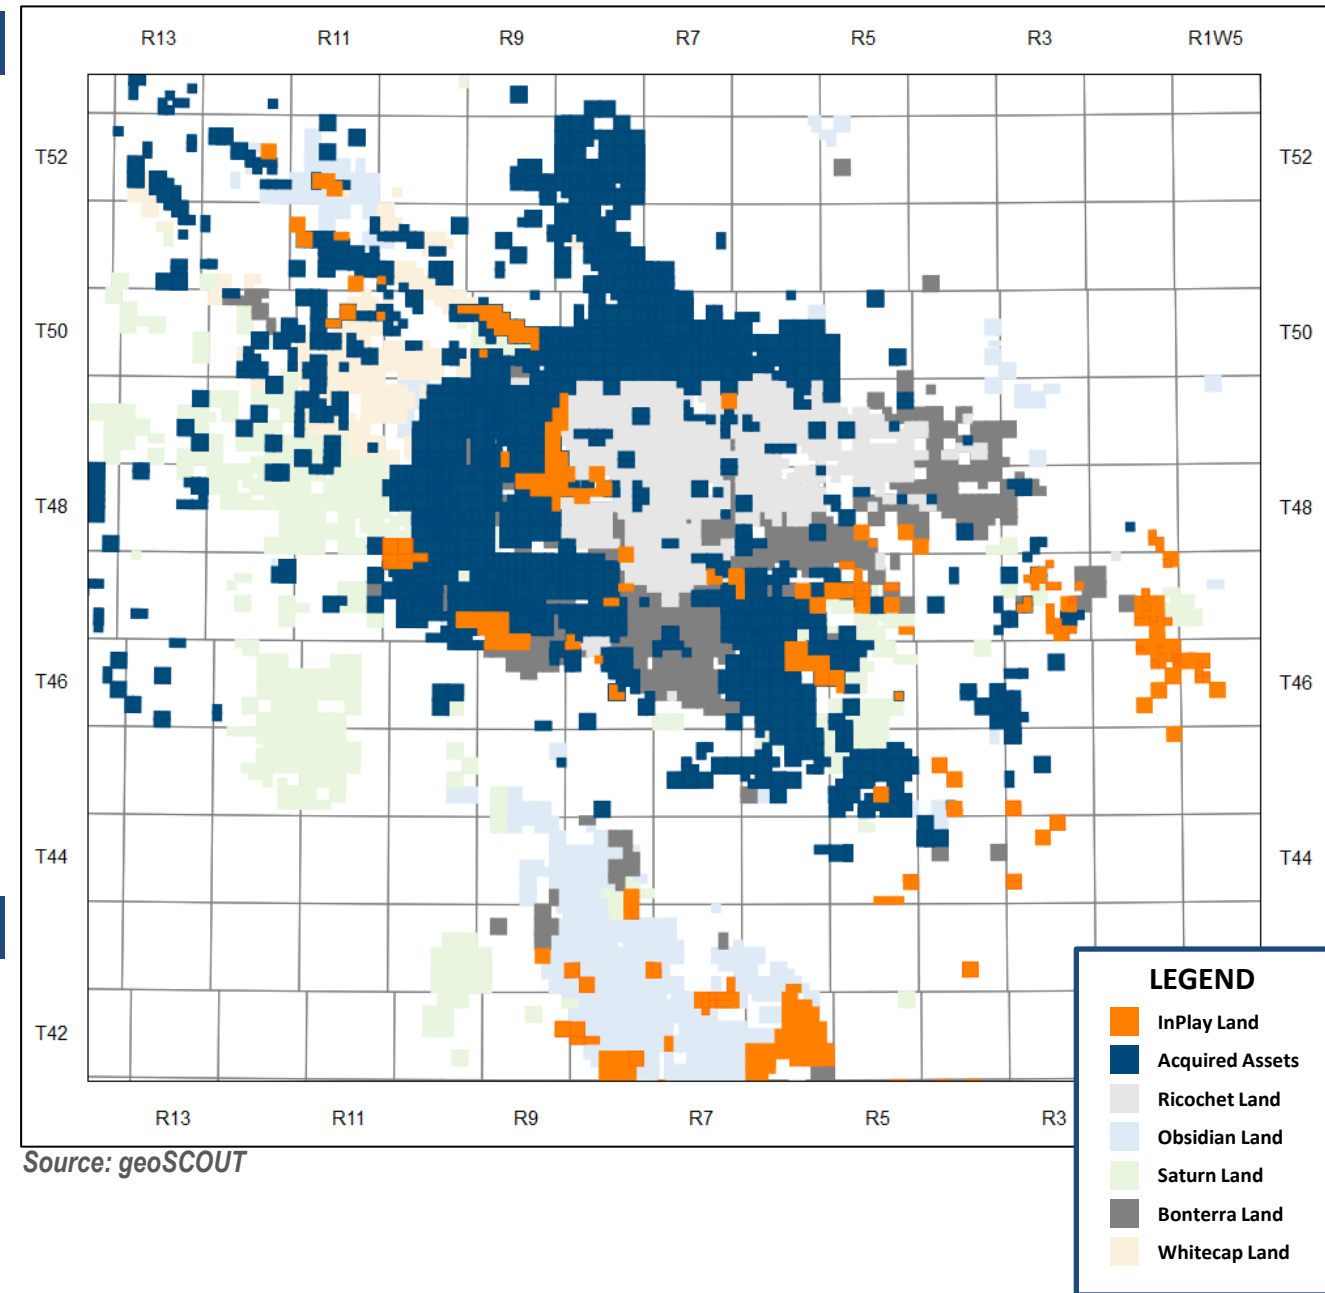 R13 R11 R9 R7 R5 R3 R1W5
T52 T52
T50 T50
T48 T48
T46 T46
T44 T44
T42
R13 R11 R9 R7 R5 R3
LEGEND
InPlay Land
Acquired Assets
Ricochet Land
Obsidian Land
Saturn Land
Bonterra Land
Whitecap Land
Source: geoSCOUT